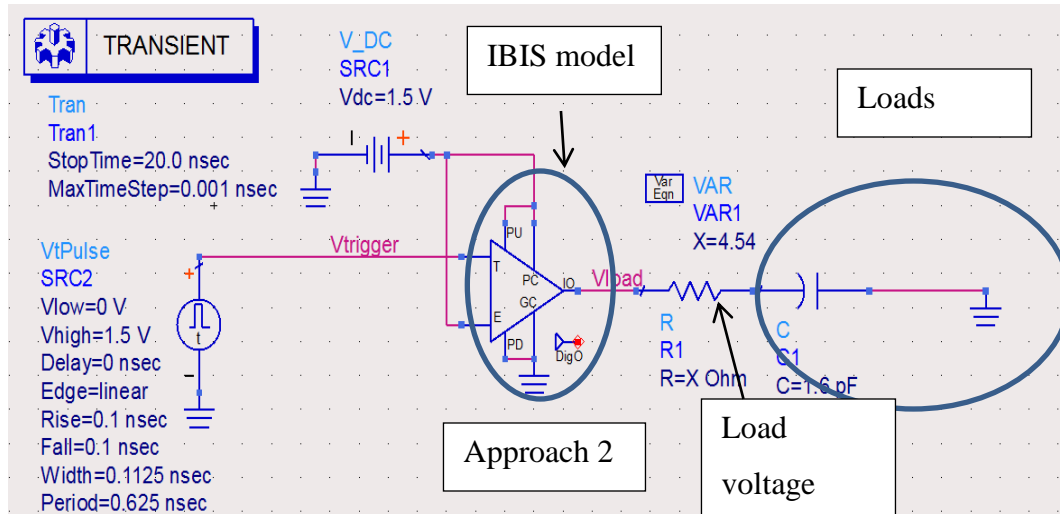 TRANSIENT
Tran
Tran1
StopTime=20.0 nsec
MaxTimeStep=0.001 nsec
V_DC
SRC1
Vdc=1.5 V
IBIS model
Loads
Var
Eqn
VAR
VAR1
X=4.54
VtPulse
SRC2
Vlow=0 V
Vhigh=1.5 V
Delay=0 nsec
Edge=linear
Rise=0.1 nsec
Fall=0.1 nsec
Width=0.1125 nsec
Period=0.625 nsec
t
Vtrigger
PU
T
PC
IO
GC
E
PD
DigO
Vload
R
R1
R=X Ohm
C
C1
C=1.6 pF
Approach 2
Load
voltage